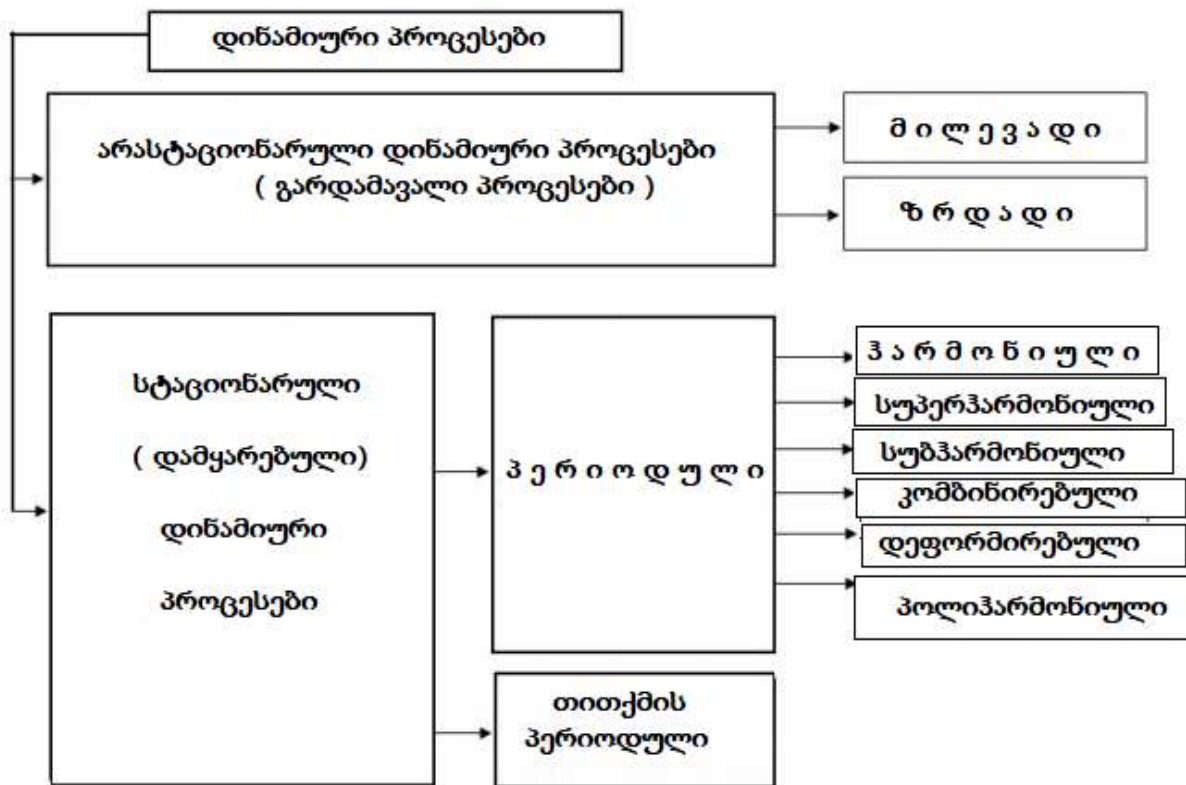 დინამიური პროცესები
არასტაციონარული დინამიური პროცესები
( გარდამავალი პროცესები )
მ ი ლ ე ვ ა დ ი
ზ რ დ ა დ ი
სტაციონარული
( დამყარებული)
დინამიური
პროცესები
პ ე რ ი ო დ უ ლ ი
ჰ ა რ მ ო ნ ი უ ლ ი
სუპერჰარმონიული
სუბჰარმონიული
კომბინირებული
დეფორმირებული
პოლიჰარმონიული
თითქმის
პერიოდული